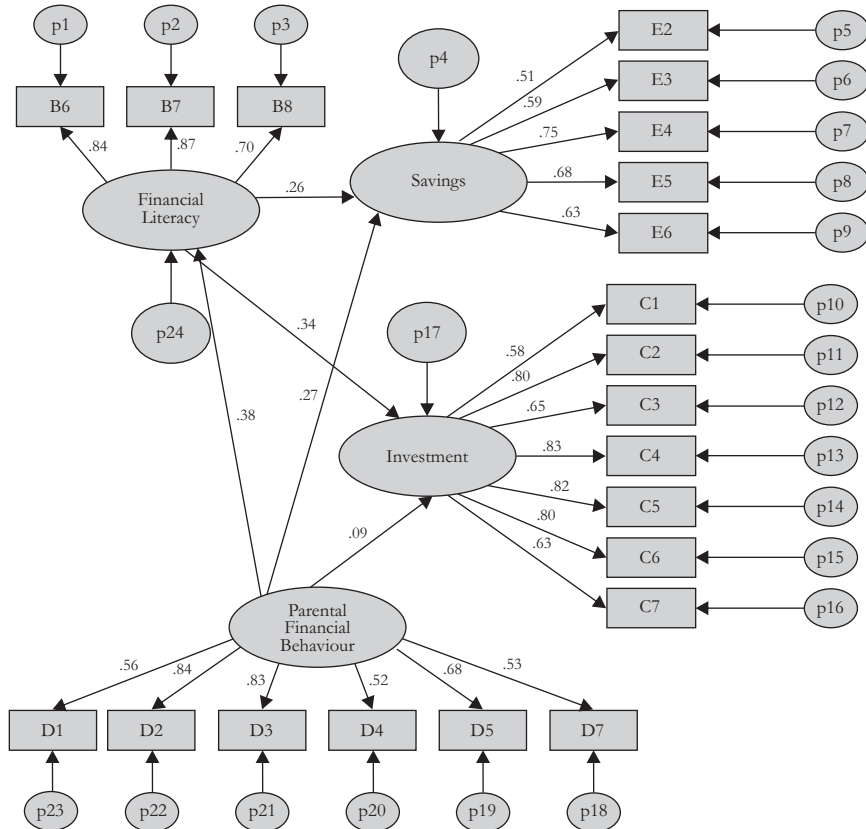 p1
p2
p3
B6
B7
B8
.84
.87
.70
Financial
Literacy
p24
.26
.34
.38
.27
p4
Savings
.51
.59
.75
.68
.63
E2
E3
E4
E5
E6
p5
p6
p7
p8
p9
p17
Investment
.09
.58
.80
.65
.83
.82
.80
.63
C1
C2
C3
C4
C5
C6
C7
p10
p11
p12
p13
p14
p15
p16
Parental
Financial
Behaviour
.56
.84
.83
.52
.68
.53
D1
D2
D3
D4
D5
D7
p23
p22
p21
p20
p19
p18